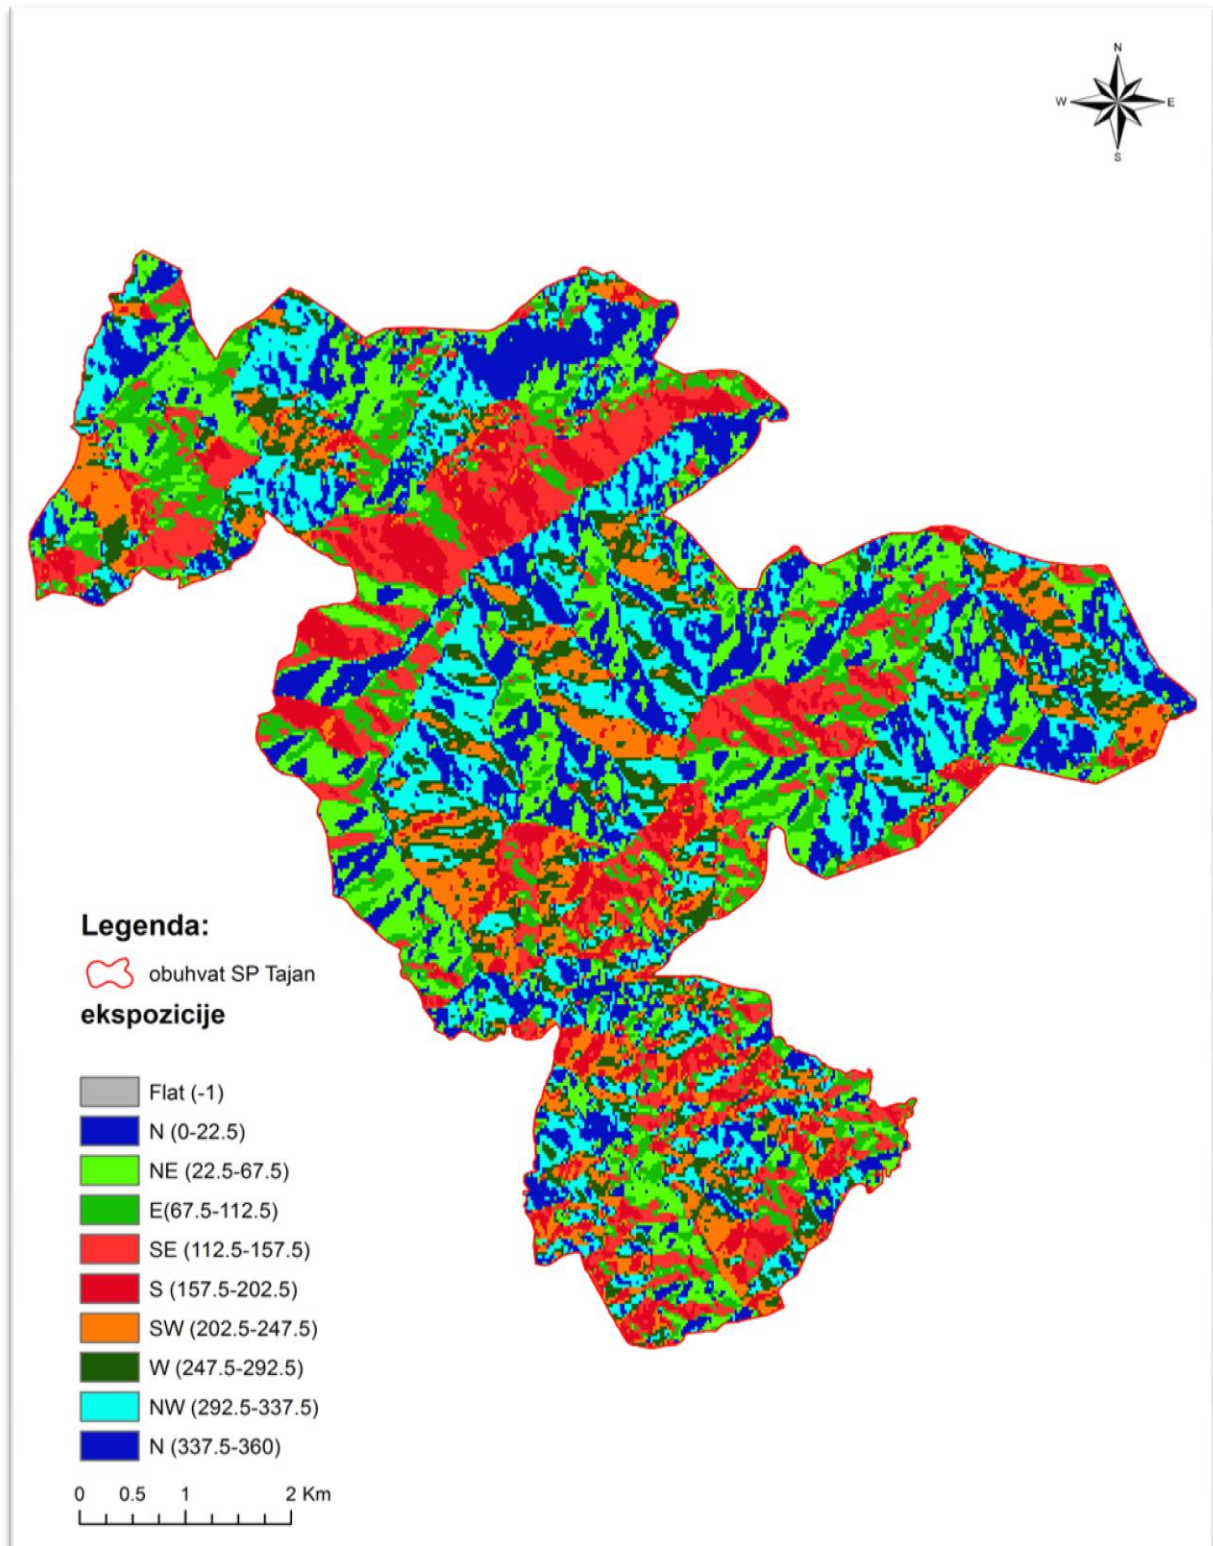 N
W E
S
Legenda:
obuhvat SP Tajan
ekspozicije
Flat (-1)
N (0-22.5)
NE (22.5-67.5)
E(67.5-112.5)
SE (112.5-157.5)
S (157.5-202.5)
SW (202.5-247.5)
W (247.5-292.5)
NW (292.5-337.5)
N (337.5-360)
0 0.5 1 2 Km